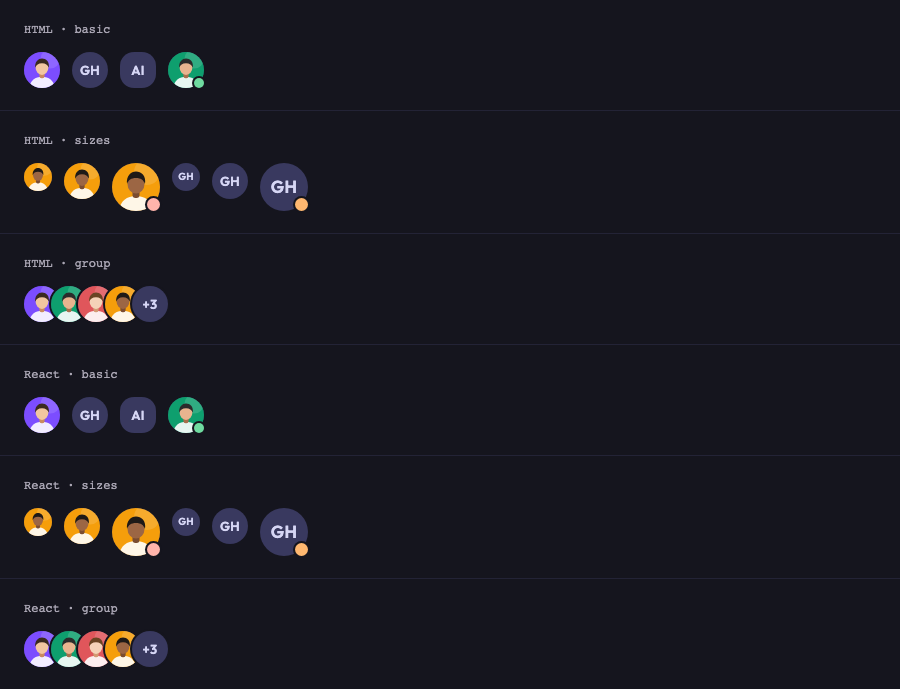 HTML · basic
GH AI
HTML · sizes
GH GH GH
HTML · group
+3
React · basic
GH AI
React · sizes
GH GH GH
React · group
+3